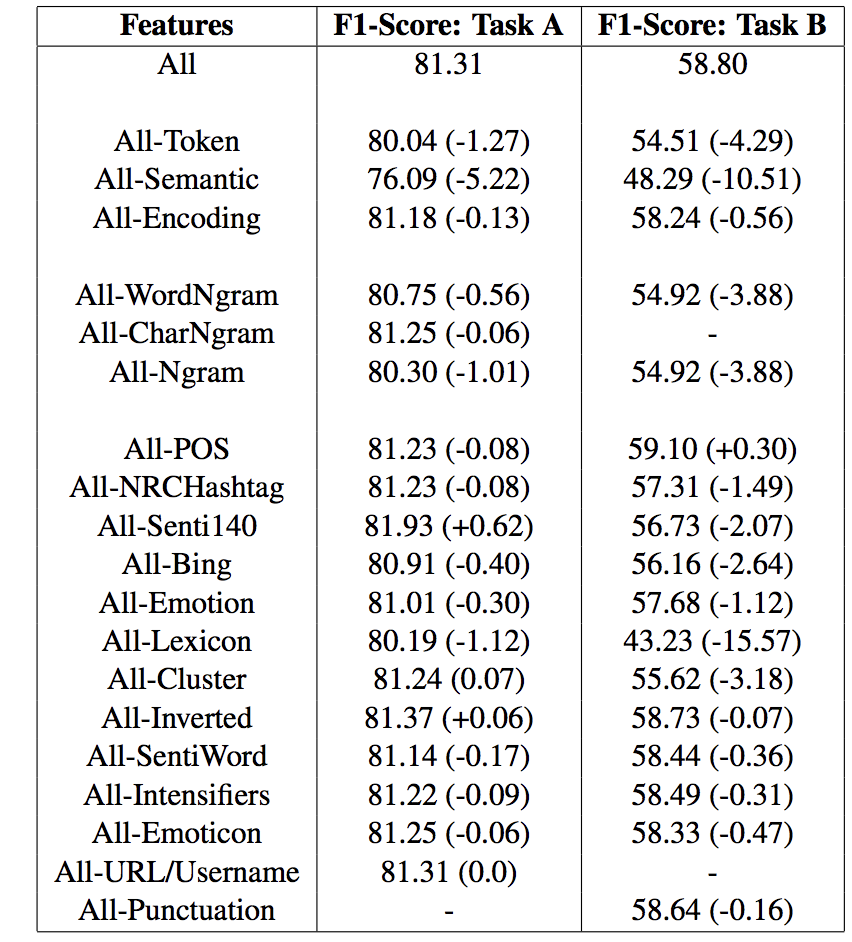 Features F1-Score: Task A F1-Score: Task B
All 81.31 58.80
All-Token 80.04 (-1.27) 54.51 (-4.29)
All-Semantic 76.09 (-5.22) 48.29 (-10.51)
All-Encoding 81.18 (-0.13) 58.24 (-0.56)
All-WordNgram 80.75 (-0.56) 54.92 (-3.88)
All-CharNgram 81.25 (-0.06) -
All-Ngram 80.30 (-1.01) 54.92 (-3.88)
All-POS 81.23 (-0.08) 59.10 (+0.30)
All-NRCHashtag 81.23 (-0.08) 57.31 (-1.49)
All-Senti140 81.93 (+0.62) 56.73 (-2.07)
All-Bing 80.91 (-0.40) 56.16 (-2.64)
All-Emotion 81.01 (-0.30) 57.68 (-1.12)
All-Lexicon 80.19 (-1.12) 43.23 (-15.57)
All-Cluster 81.24 (0.07) 55.62 (-3.18)
All-Inverted 81.37 (+0.06) 58.73 (-0.07)
All-SentiWord 81.14 (-0.17) 58.44 (-0.36)
All-Intensifiers 81.22 (-0.09) 58.49 (-0.31)
All-Emoticon 81.25 (-0.06) 58.33 (-0.47)
All-URL/Username 81.31 (0.0) -
All-Punctuation - 58.64 (-0.16)